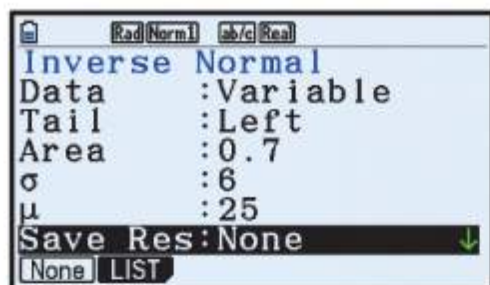 Rad Norm1 ab/c Real
Inverse Normal
Data :Variable
Tail :Left
Area :0.7
σ :6
μ :25
Save Res:None
None LIST